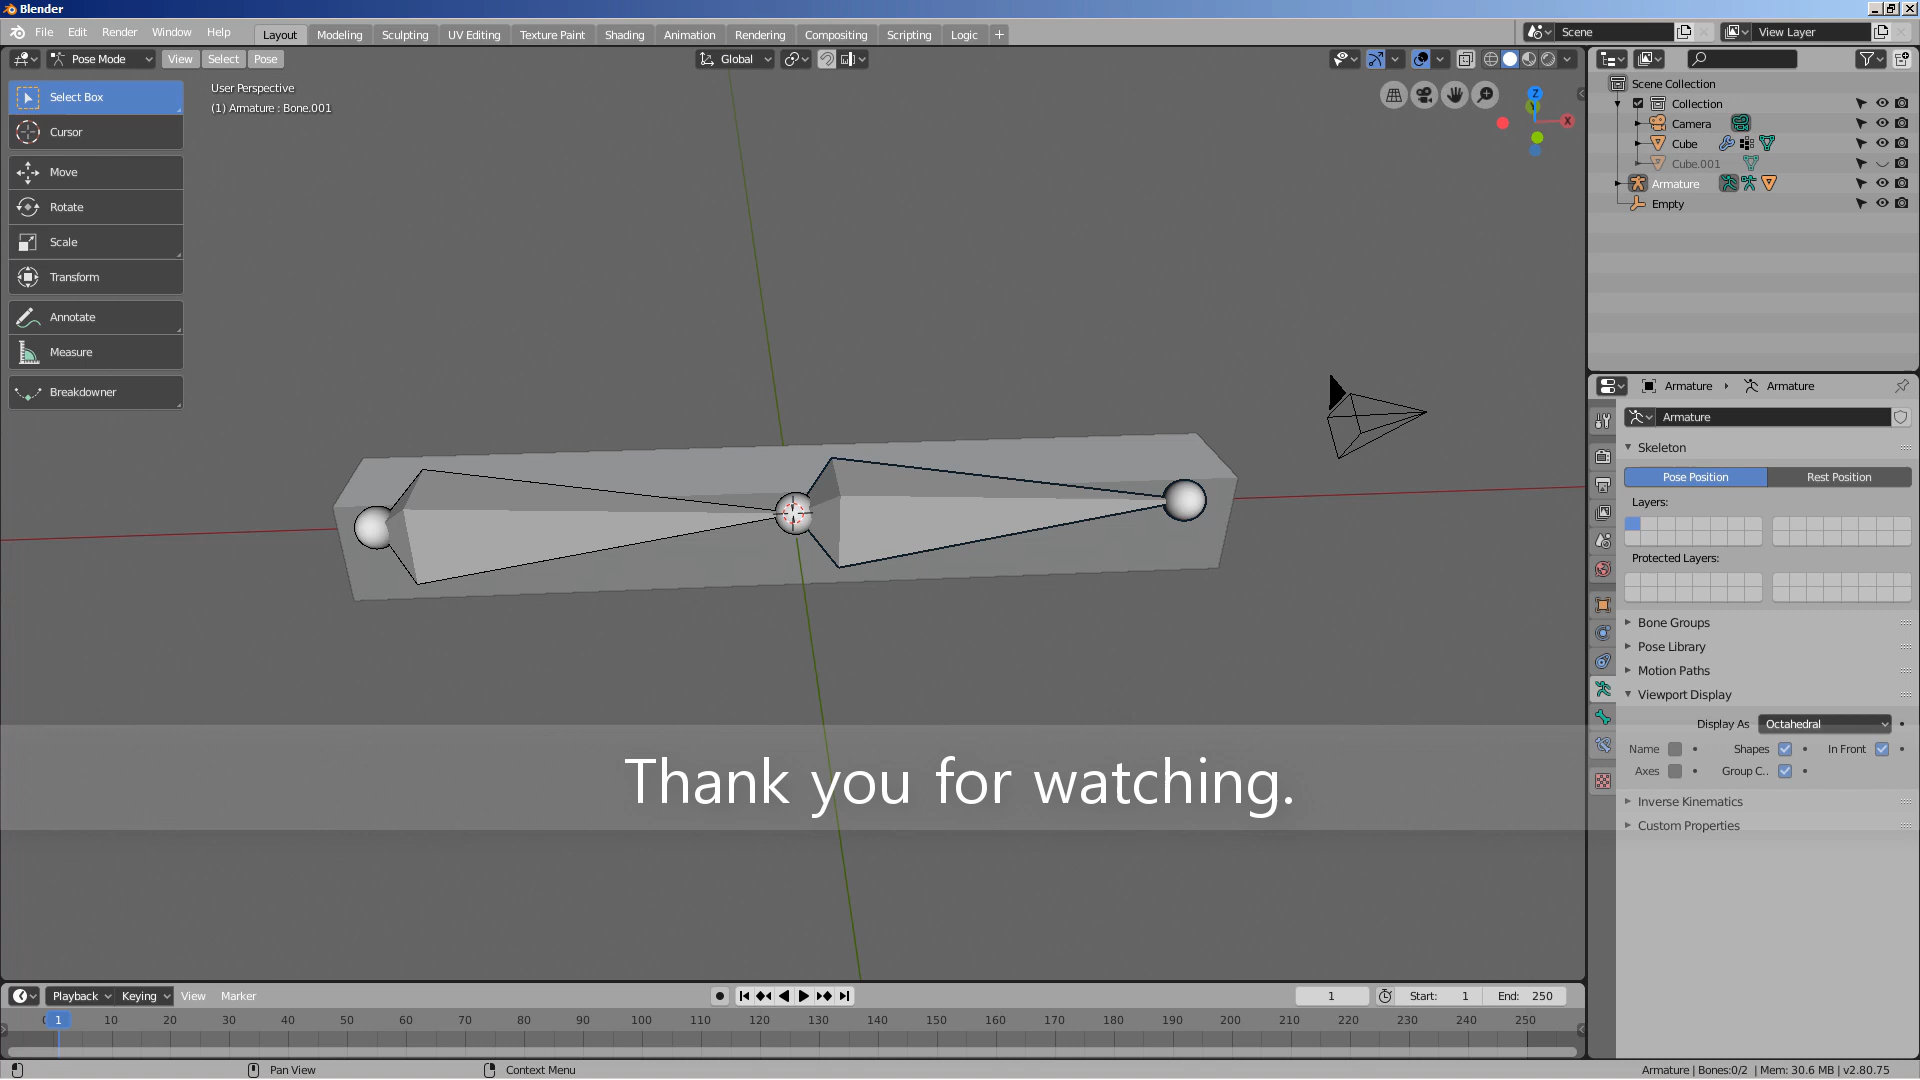 Blender
File Edit Render Window Help
Layout Modeling Sculpting UV Editing Texture Paint Shading Animation Rendering Compositing Scripting Logic +
Scene
View Layer
Pose Mode View Select Pose
Global
Select Box
Cursor
Move
Rotate
Scale
Transform
Annotate
Measure
Breakdowner
User Perspective
(1) Armature : Bone.001
Z
Y
X
Scene Collection
Collection
Camera
Cube
Cube.001
Armature
Empty
Armature Armature
Armature
Skeleton
Pose Position Rest Position
Layers:
Protected Layers:
Bone Groups
Pose Library
Motion Paths
Viewport Display
Display As Octahedral
Name Shapes In Front
Axes Group C..
Inverse Kinematics
Custom Properties
Thank you for watching.
Playback Keying View Marker
1 Start: 1 End: 250
1 10 20 30 40 50 60 70 80 90 100 110 120 130 140 150 160 170 180 190 200 210 220 230 240 250
Pan View
Context Menu
Armature | Bones:0/2 | Mem: 30.6 MB | v2.80.75